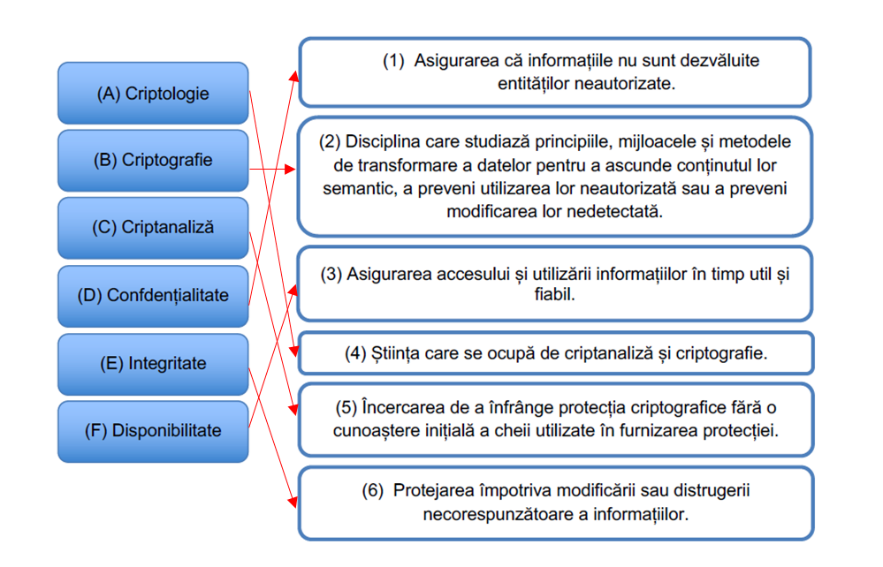 (A) Criptologie
(B) Criptografie
(C) Criptanaliză
(D) Confdențialitate
(E) Integritate
(F) Disponibilitate
(1) Asigurarea că informațiile nu sunt dezvăluite
entităților neautorizate.
(2) Disciplina care studiază principiile, mijloacele și metodele
de transformare a datelor pentru a ascunde conținutul lor
semantic, a preveni utilizarea lor neautorizată sau a preveni
modificarea lor nedetectată.
(3) Asigurarea accesului și utilizării informațiilor în timp util și
fiabil.
(4) Știința care se ocupă de criptanaliză și criptografie.
(5) Încercarea de a înfrânge protecția criptografice fără o
cunoaștere inițială a cheii utilizate în furnizarea protecției.
(6) Protejarea împotriva modificării sau distrugerii
necorespunzătoare a informațiilor.